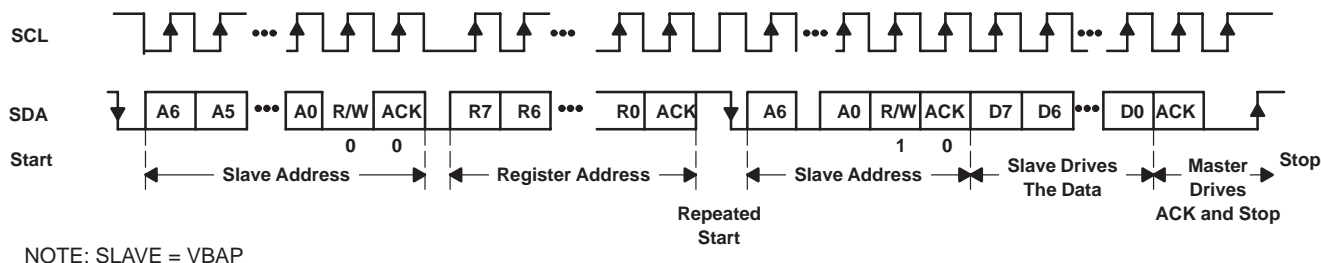 SCL
SDA
A6 A5 ••• A0 R/W ACK R7 R6 ••• R0 ACK A6 A0 R/W ACK D7 D6 ••• D0 ACK
0 0 1 0
Start
Slave Address
Register Address
Slave Address
Slave Drives
The Data
Master
Drives
ACK and Stop
Stop
Repeated
Start
NOTE: SLAVE = VBAP